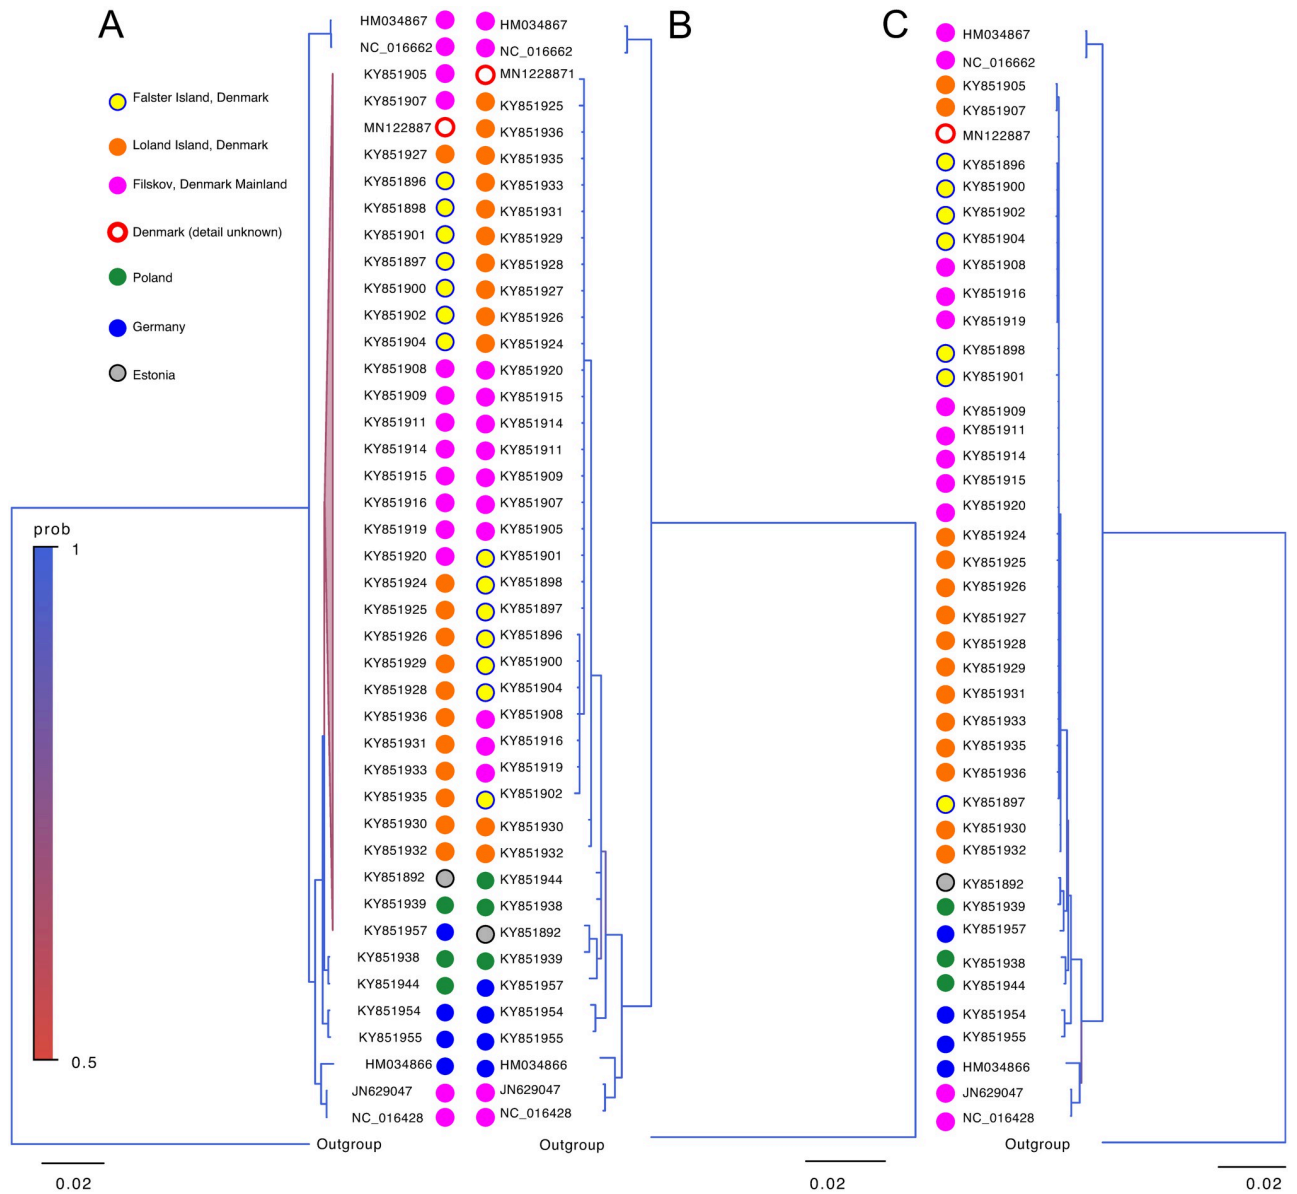 A
B
C
Falster Island, Denmark
Loland Island, Denmark
Filskov, Denmark Mainland
Denmark (detail unknown)
Poland
Germany
Estonia
prob
1
0.5
HM034867
NC_016662
KY851905
KY851907
MN122887
KY851927
KY851896
KY851898
KY851901
KY851897
KY851900
KY851902
KY851904
KY851908
KY851909
KY851911
KY851914
KY851915
KY851916
KY851919
KY851920
KY851924
KY851925
KY851926
KY851929
KY851928
KY851936
KY851931
KY851933
KY851935
KY851930
KY851932
KY851892
KY851939
KY851957
KY851938
KY851944
KY851954
KY851955
HM034866
JN629047
NC_016428
Outgroup
0.02
HM034867
NC_016662
MN1228871
KY851925
KY851936
KY851935
KY851933
KY851931
KY851929
KY851928
KY851927
KY851926
KY851924
KY851920
KY851915
KY851914
KY851911
KY851909
KY851907
KY851905
KY851901
KY851898
KY851897
KY851896
KY851900
KY851904
KY851908
KY851916
KY851919
KY851902
KY851930
KY851932
KY851944
KY851938
KY851892
KY851939
KY851957
KY851954
KY851955
HM034866
JN629047
NC_016428
Outgroup
0.02
HM034867
NC_016662
KY851905
KY851907
MN122887
KY851896
KY851900
KY851902
KY851904
KY851908
KY851916
KY851919
KY851898
KY851901
KY851909
KY851911
KY851914
KY851915
KY851920
KY851924
KY851925
KY851926
KY851927
KY851928
KY851929
KY851931
KY851933
KY851935
KY851936
KY851897
KY851930
KY851932
KY851892
KY851939
KY851957
KY851938
KY851944
KY851954
KY851955
HM034866
JN629047
NC_016428
Outgroup
0.02